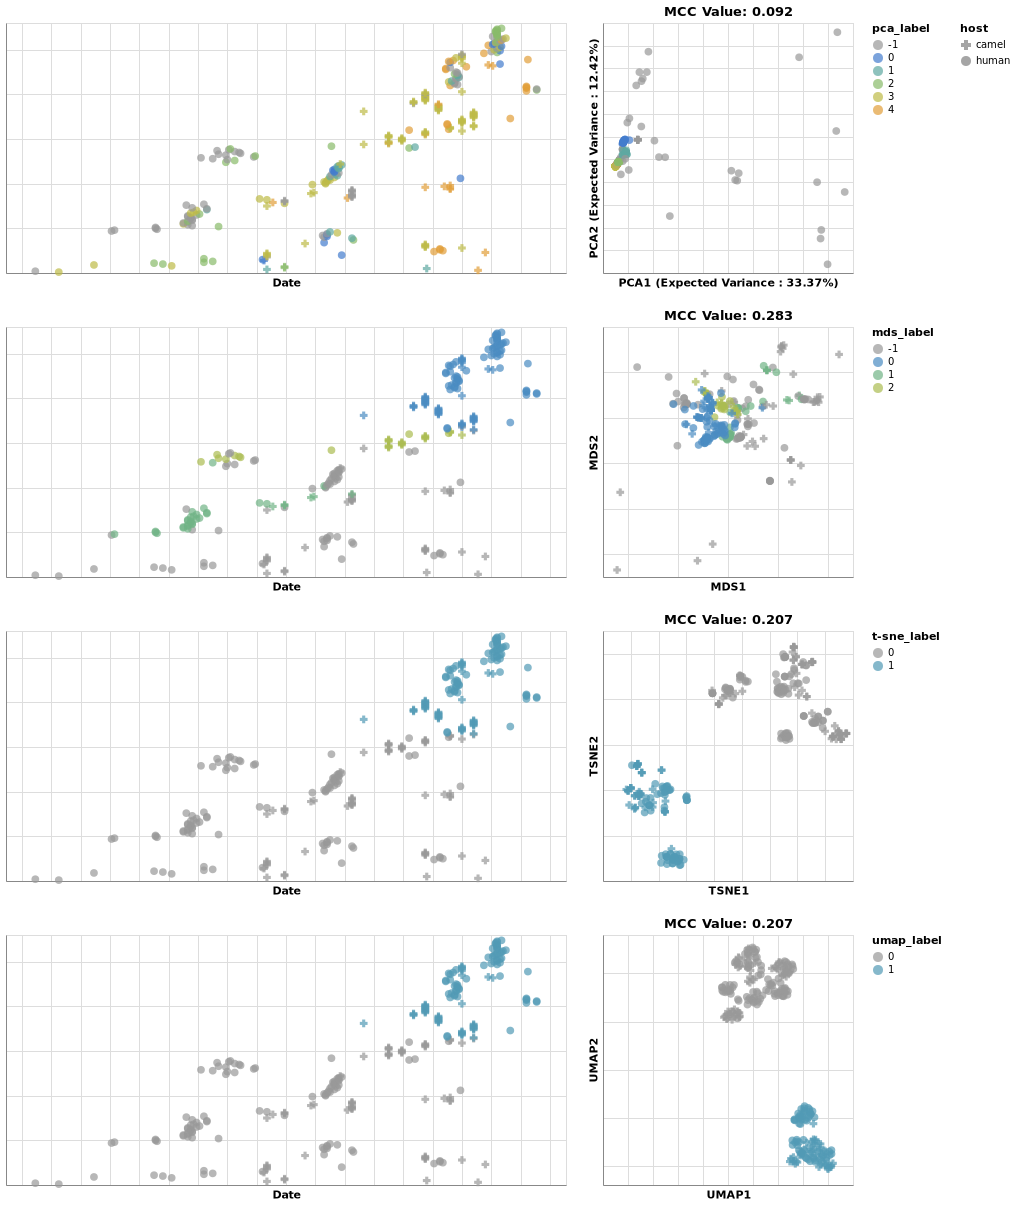 MCC Value: 0.092
pca_label
-1
0
1
2
3
4
host
camel
human
PCA2 (Expected Variance : 12.42%)
Date
PCA1 (Expected Variance : 33.37%)
MCC Value: 0.283
mds_label
-1
0
1
2
MDS2
Date
MDS1
MCC Value: 0.207
t-sne_label
0
1
TSNE2
Date
TSNE1
MCC Value: 0.207
umap_label
0
1
UMAP2
Date
UMAP1